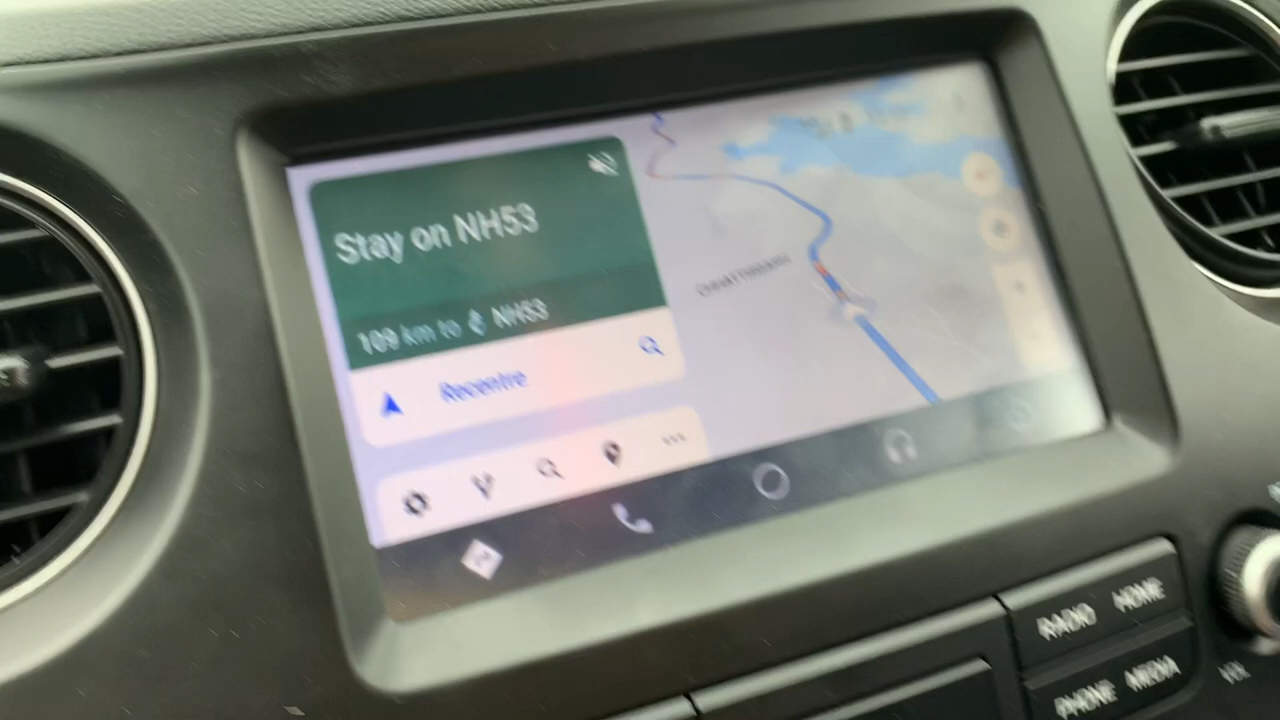 Stay on NH53
109 km to NH53
Recentre
RADIO HOME
PHONE MEDIA